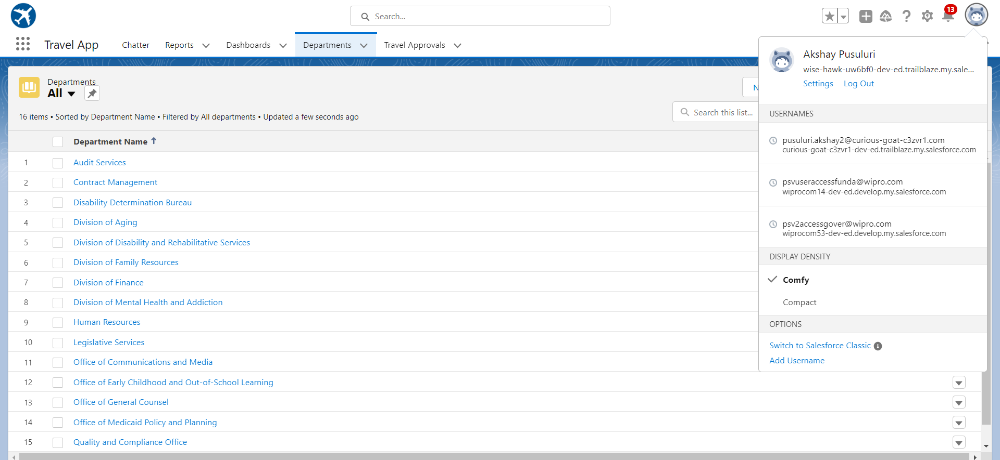 Search...
13
Travel App
Chatter
Reports
Dashboards
Departments
Travel Approvals
Departments
All
16 items • Sorted by Department Name • Filtered by All departments • Updated a few seconds ago
N
Search this list...
Department Name
1 Audit Services
2 Contract Management
3 Disability Determination Bureau
4 Division of Aging
5 Division of Disability and Rehabilitative Services
6 Division of Family Resources
7 Division of Finance
8 Division of Mental Health and Addiction
9 Human Resources
10 Legislative Services
11 Office of Communications and Media
12 Office of Early Childhood and Out-of-School Learning
13 Office of General Counsel
14 Office of Medicaid Policy and Planning
15 Quality and Compliance Office
Akshay Pusuluri
wise-hawk-uw6bf0-dev-ed.trailblaze.my.sale...
Settings Log Out
USERNAMES
pusuluri.akshay2@curious-goat-c3zvr1.com
curious-goat-c3zvr1-dev-ed.trailblaze.my.salesforce.com
psvuseraccessfunda@wipro.com
wiprocom14-dev-ed.develop.my.salesforce.com
psv2accessgover@wipro.com
wiprocom53-dev-ed.develop.my.salesforce.com
DISPLAY DENSITY
Comfy
Compact
OPTIONS
Switch to Salesforce Classic
Add Username